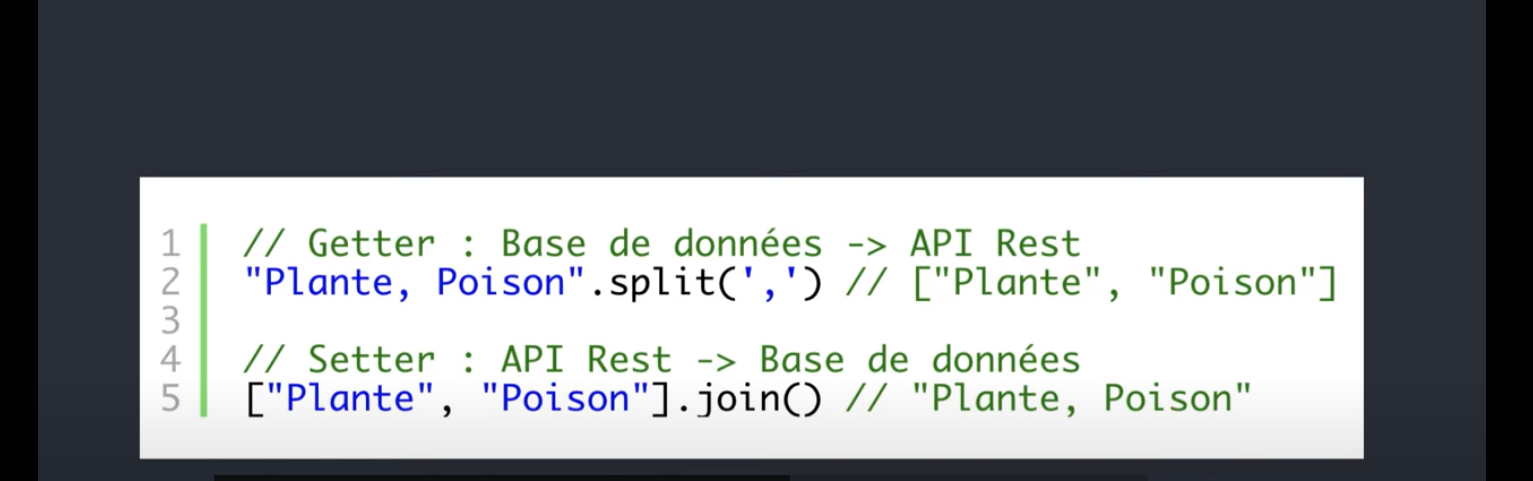 1 // Getter : Base de données -> API Rest
2 "Plante, Poison".split(',') // ["Plante", "Poison"]
3
4 // Setter : API Rest -> Base de données
5 ["Plante", "Poison"].join() // "Plante, Poison"